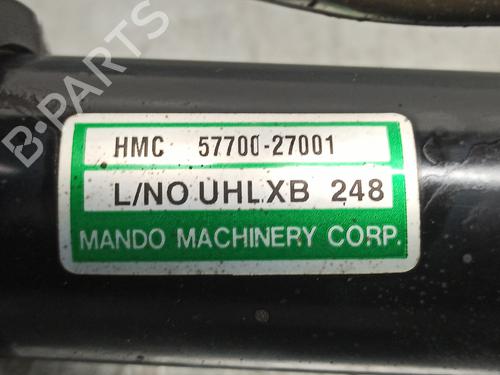 HMC 57700-27001
L/NO UHLXB 248
MANDO MACHINERY CORP.
B-PARTS